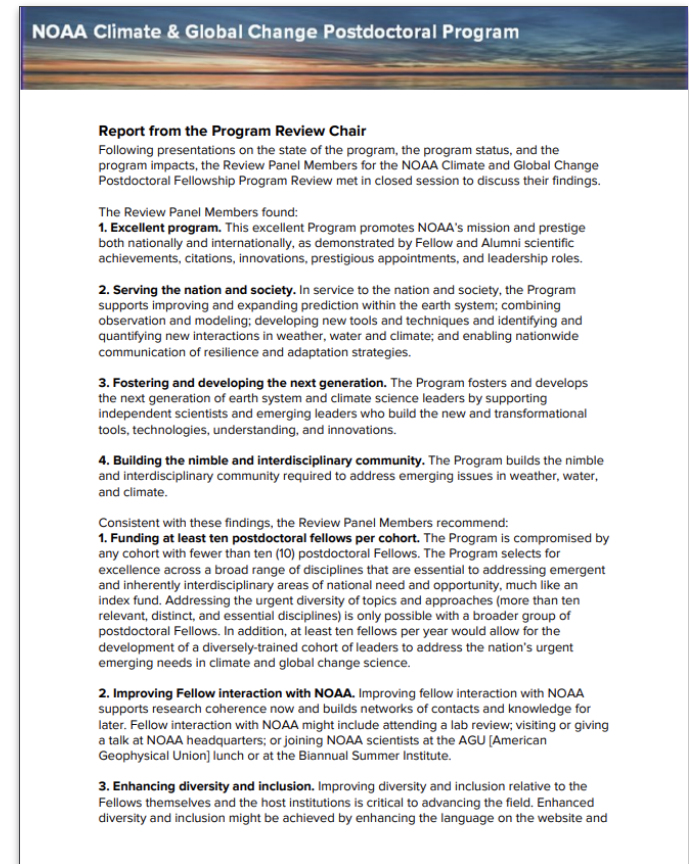 NOAA Climate & Global Change Postdoctoral Program
Report from the Program Review Chair
Following presentations on the state of the program, the program status, and the
program impacts, the Review Panel Members for the NOAA Climate and Global Change
Postdoctoral Fellowship Program Review met in closed session to discuss their findings.
The Review Panel Members found:
1. Excellent program. This excellent Program promotes NOAA's mission and prestige
both nationally and internationally, as demonstrated by Fellow and Alumni scientific
achievements, citations, innovations, prestigious appointments, and leadership roles.
2. Serving the nation and society. In service to the nation and society, the Program
supports improving and expanding prediction within the earth system; combining
observation and modeling; developing new tools and techniques and identifying and
quantifying new interactions in weather, water and climate; and enabling nationwide
communication of resilience and adaptation strategies.
3. Fostering and developing the next generation. The Program fosters and develops
the next generation of earth system and climate science leaders by supporting
independent scientists and emerging leaders who build the new and transformational
tools, technologies, understanding, and innovations.
4. Building the nimble and interdisciplinary community. The Program builds the nimble
and interdisciplinary community required to address emerging issues in weather, water,
and climate.
Consistent with these findings, the Review Panel Members recommend:
1. Funding at least ten postdoctoral fellows per cohort. The Program is compromised by
any cohort with fewer than ten (10) postdoctoral Fellows. The Program selects for
excellence across a broad range of disciplines that are essential to addressing emergent
and inherently interdisciplinary areas of national need and opportunity, much like an
index fund. Addressing the urgent diversity of topics and approaches (more than ten
relevant, distinct, and essential disciplines) is only possible with a broader group of
postdoctoral Fellows. In addition, at least ten fellows per year would allow for the
development of a diversely-trained cohort of leaders to address the nation's urgent
emerging needs in climate and global change science.
2. Improving Fellow interaction with NOAA. Improving fellow interaction with NOAA
supports research coherence now and builds networks of contacts and knowledge for
later. Fellow interaction with NOAA might include attending a lab review; visiting or giving
a talk at NOAA headquarters; or joining NOAA scientists at the AGU [American
Geophysical Union] lunch or at the Biannual Summer Institute.
3. Enhancing diversity and inclusion. Improving diversity and inclusion relative to the
Fellows themselves and the host institutions is critical to advancing the field. Enhanced
diversity and inclusion might be achieved by enhancing the language on the website and